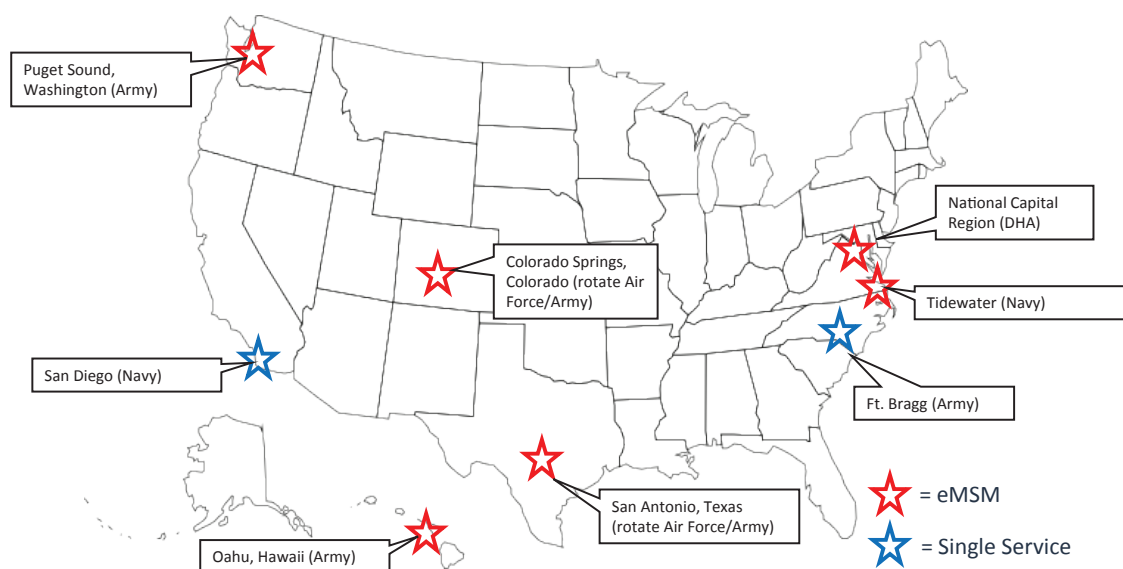 Puget Sound,
Washington (Army)
National Capital
Region (DHA)
Colorado Springs,
Colorado (rotate Air
Force/Army)
Tidewater (Navy)
San Diego (Navy)
Ft. Bragg (Army)
San Antonio, Texas
(rotate Air Force/Army)
Oahu, Hawaii (Army)
= eMSM
= Single Service